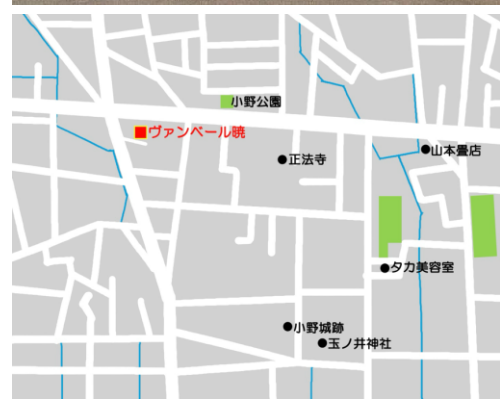 小野公園
ヴァンベール暁
正法寺
山本畳店
タカ美容室
小野城跡
玉ノ井神社